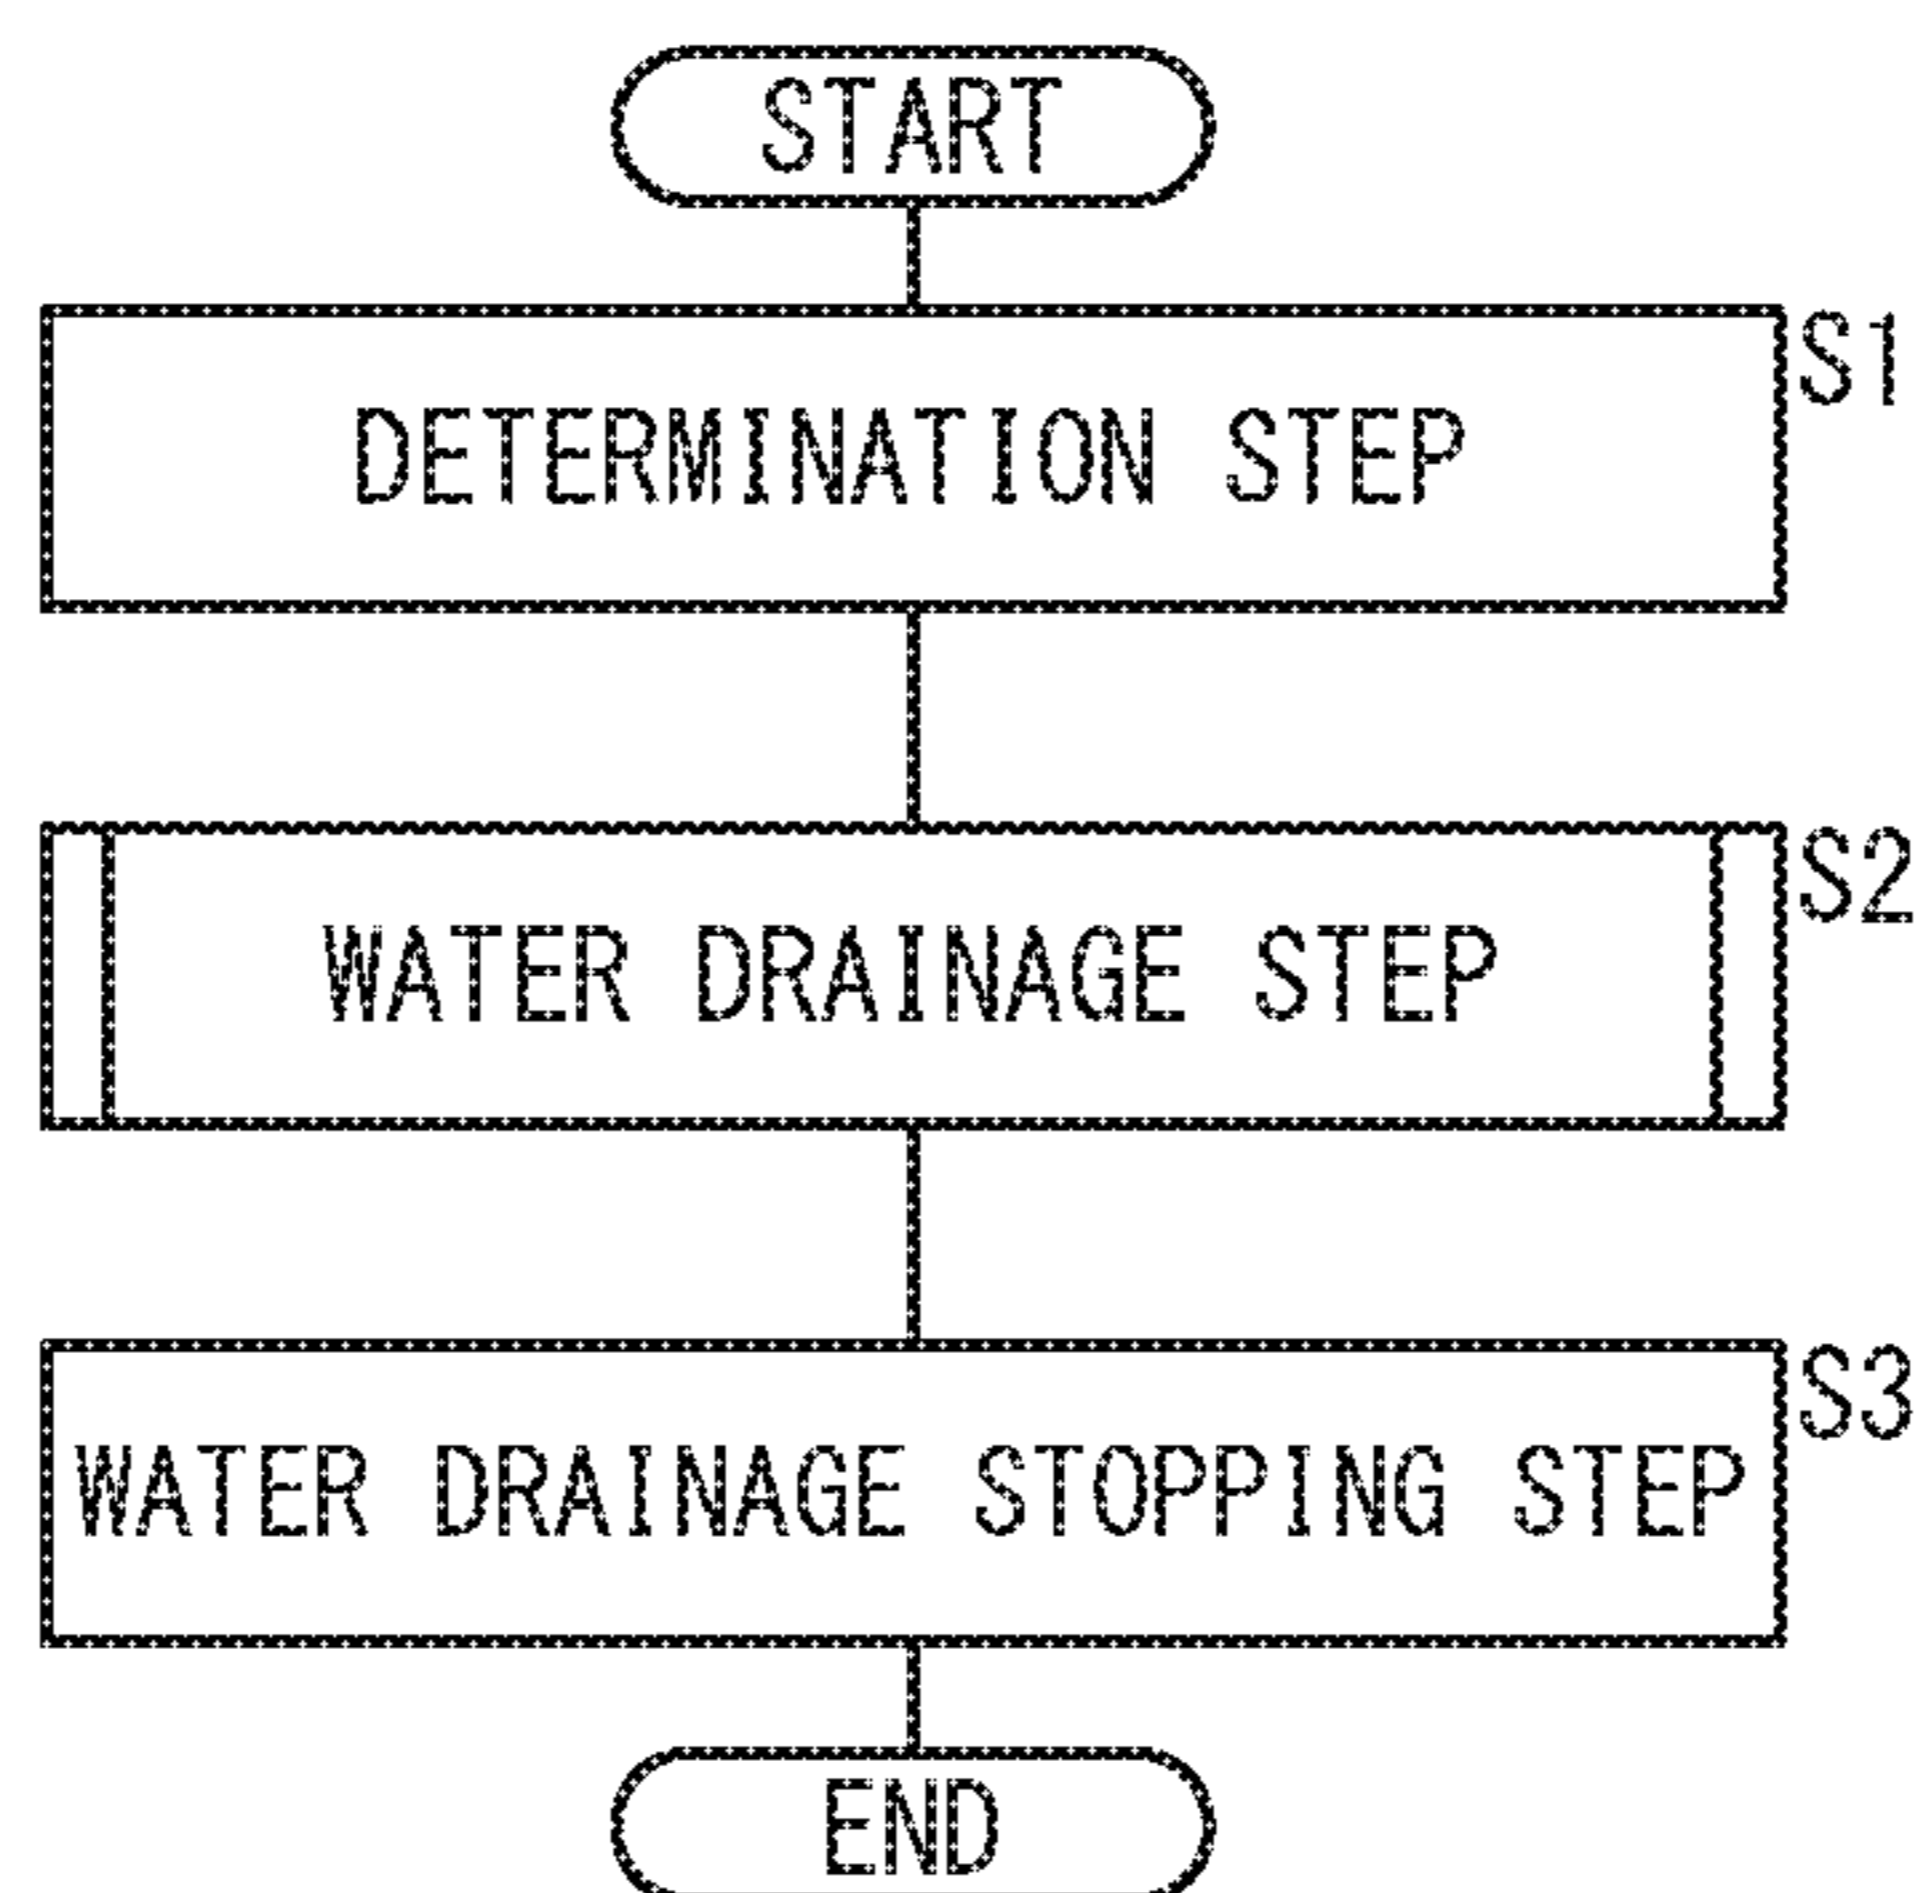 START
S1
DETERMINATION STEP
S2
WATER DRAINAGE STEP
S3
WATER DRAINAGE STOPPING STEP
END